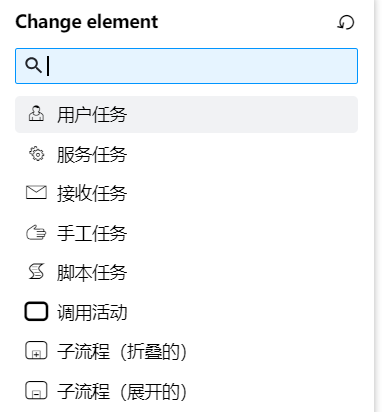 Change element
用户任务
服务任务
接收任务
手工任务
脚本任务
调用活动
子流程（折叠的）
子流程（展开的）